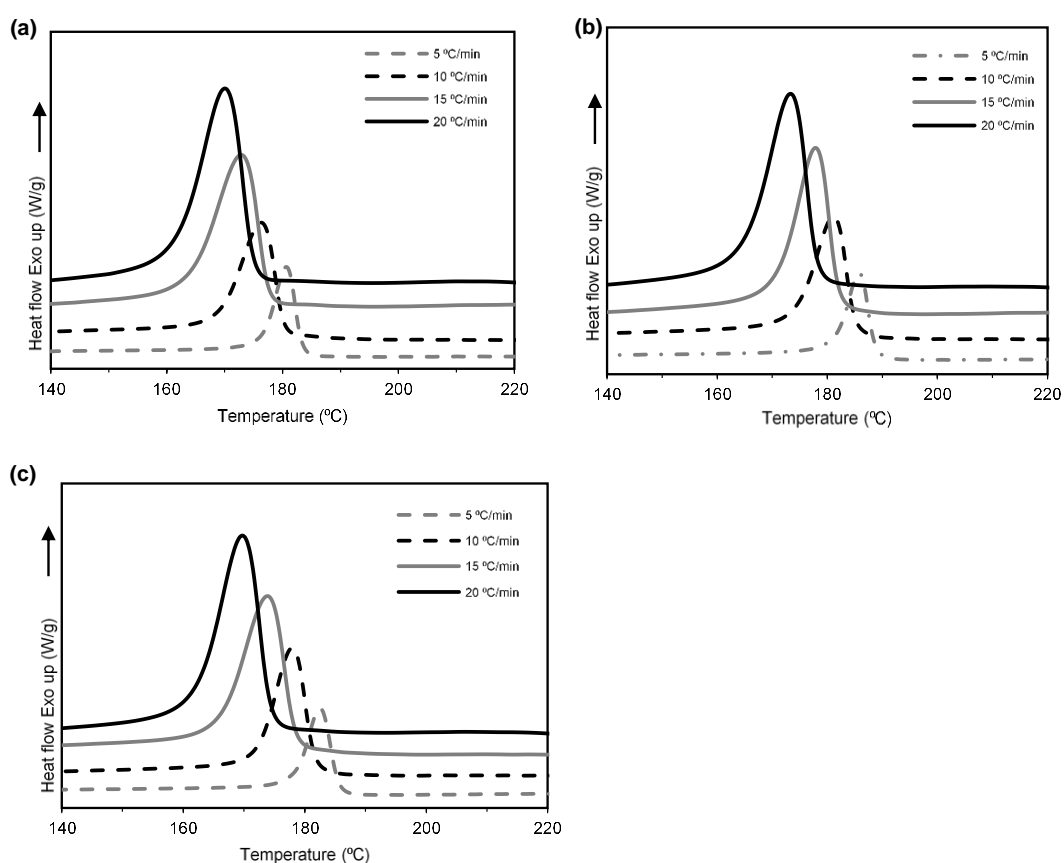 (a)
Heat flow Exo up (W/g)
5 ºC/min
10 ºC/min
15 ºC/min
20 ºC/min
140 160 180 200 220
Temperature (ºC)
(b)
Heat flow Exo up (W/g)
5 ºC/min
10 ºC/min
15 ºC/min
20 ºC/min
140 160 180 200 220
Temperature (ºC)
(c)
Heat flow Exo up (W/g)
5 ºC/min
10 ºC/min
15 ºC/min
20 ºC/min
140 160 180 200 220
Temperature (ºC)